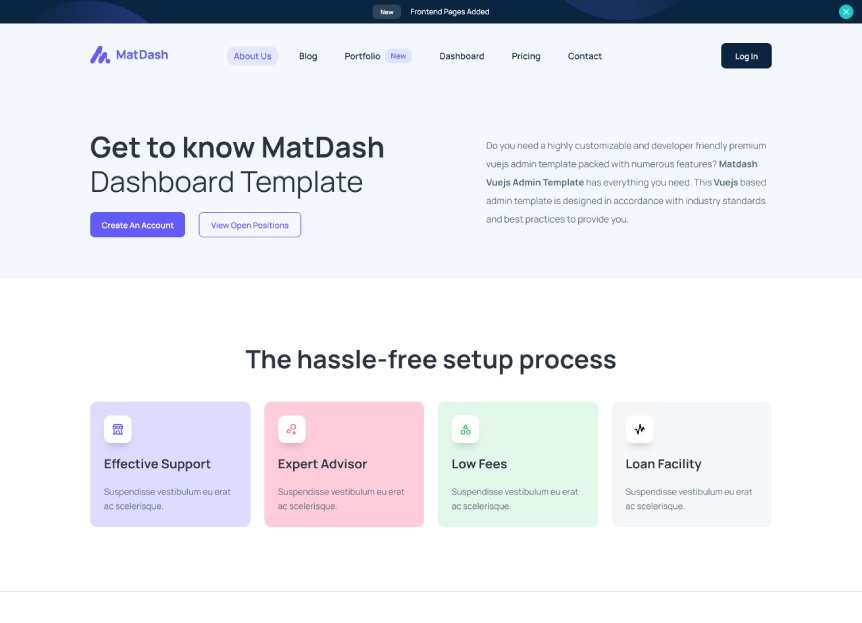 New Frontend Pages Added
MatDash About Us Blog Portfolio New Dashboard Pricing Contact Log In
Get to know MatDash
Dashboard Template
Create An Account View Open Positions
Do you need a highly customizable and developer friendly premium
vuejs admin template packed with numerous features? Matdash
Vuejs Admin Template has everything you need. This Vuejs based
admin template is designed in accordance with industry standards
and best practices to provide you.
The hassle-free setup process
Effective Support
Suspendisse vestibulum eu erat
ac scelerisque.
Expert Advisor
Suspendisse vestibulum eu erat
ac scelerisque.
Low Fees
Suspendisse vestibulum eu erat
ac scelerisque.
Loan Facility
Suspendisse vestibulum eu erat
ac scelerisque.